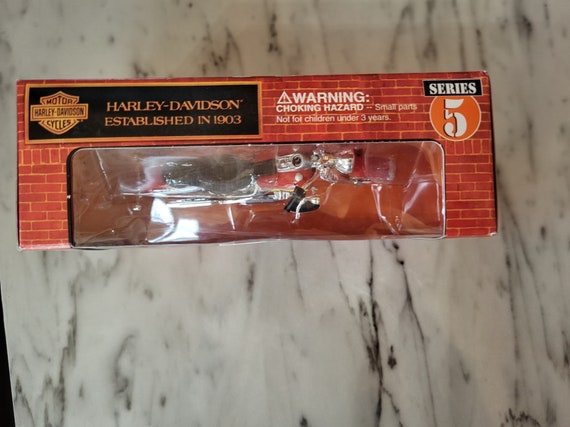 MOTOR
HARLEY-DAVIDSON
CYCLES
HARLEY-DAVIDSON®
ESTABLISHED IN 1903
⚠WARNING:
CHOKING HAZARD -- Small parts
Not for children under 3 years.
SERIES
5